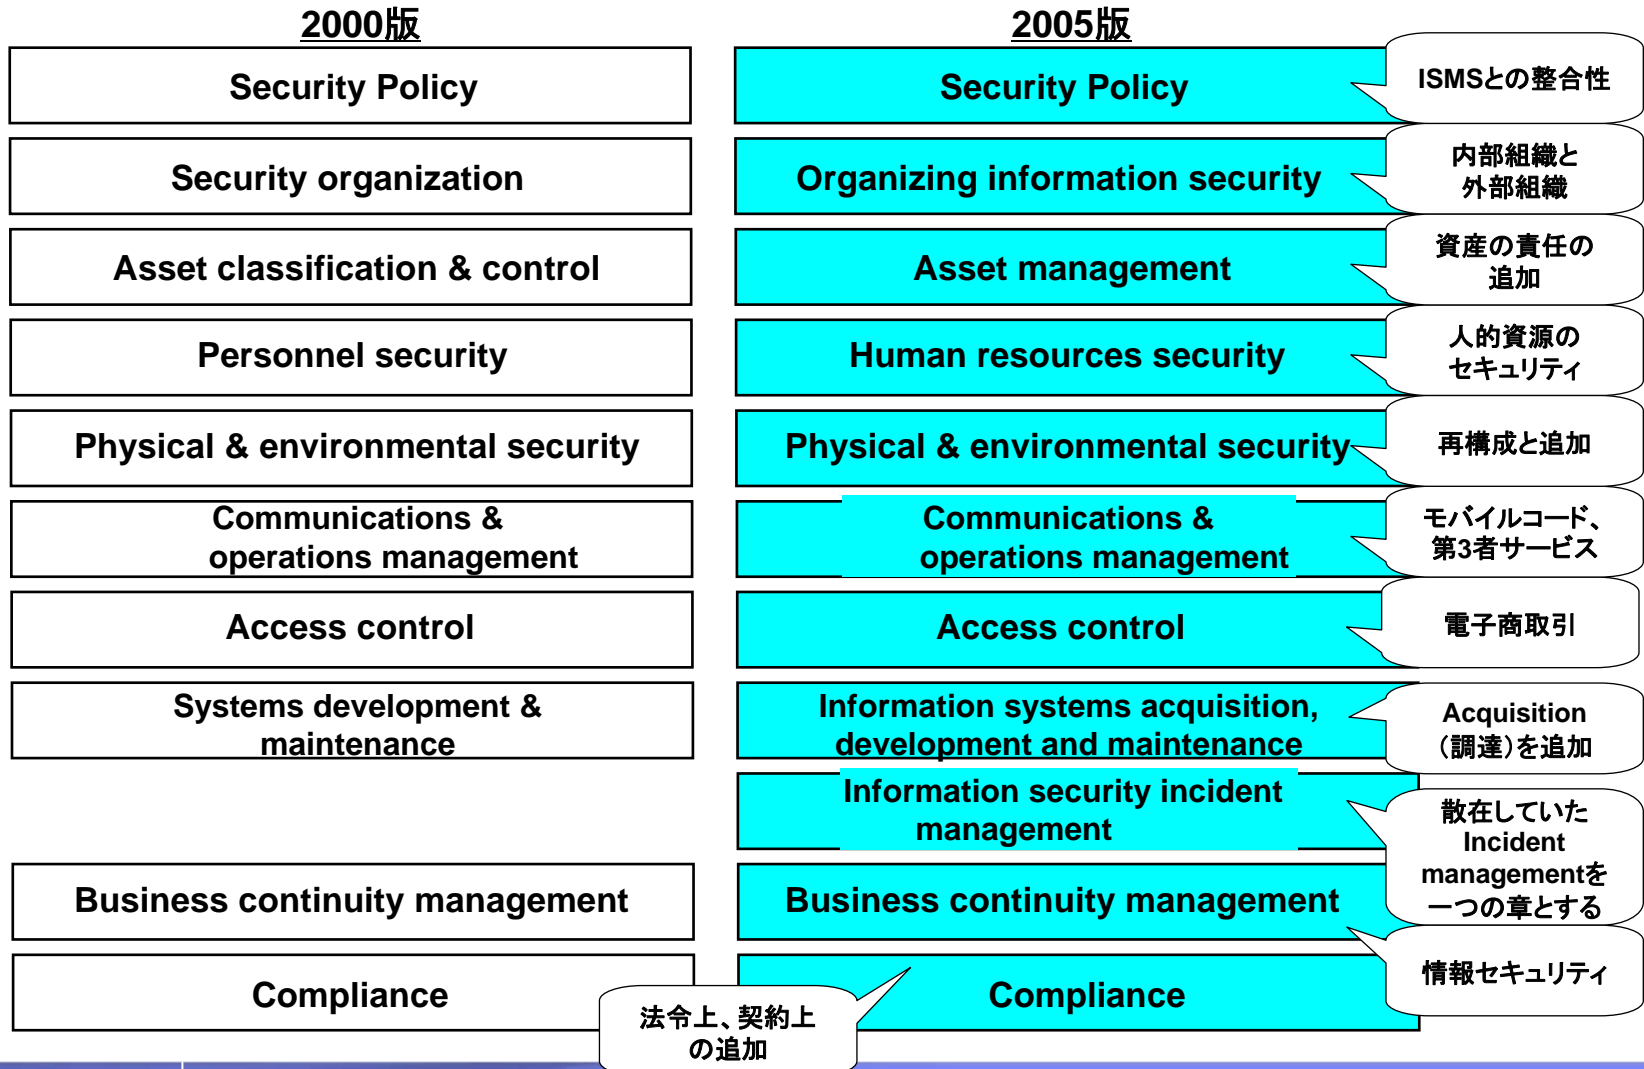 2000版
2005版
Security Policy
Security Policy
ISMSとの整合性
Security organization
Organizing information security
内部組織と
外部組織
Asset classification & control
Asset management
資産の責任の
追加
Personnel security
Human resources security
人的資源の
セキュリティ
Physical & environmental security
Physical & environmental security
再構成と追加
Communications &
operations management
Communications &
operations management
モバイルコード、
第3者サービス
Access control
Access control
電子商取引
Systems development &
maintenance
Information systems acquisition,
development and maintenance
Acquisition
（調達）を追加
Information security incident
management
散在していた
Incident
managementを
一つの章とする
Business continuity management
Business continuity management
情報セキュリティ
Compliance
Compliance
法令上、契約上
の追加